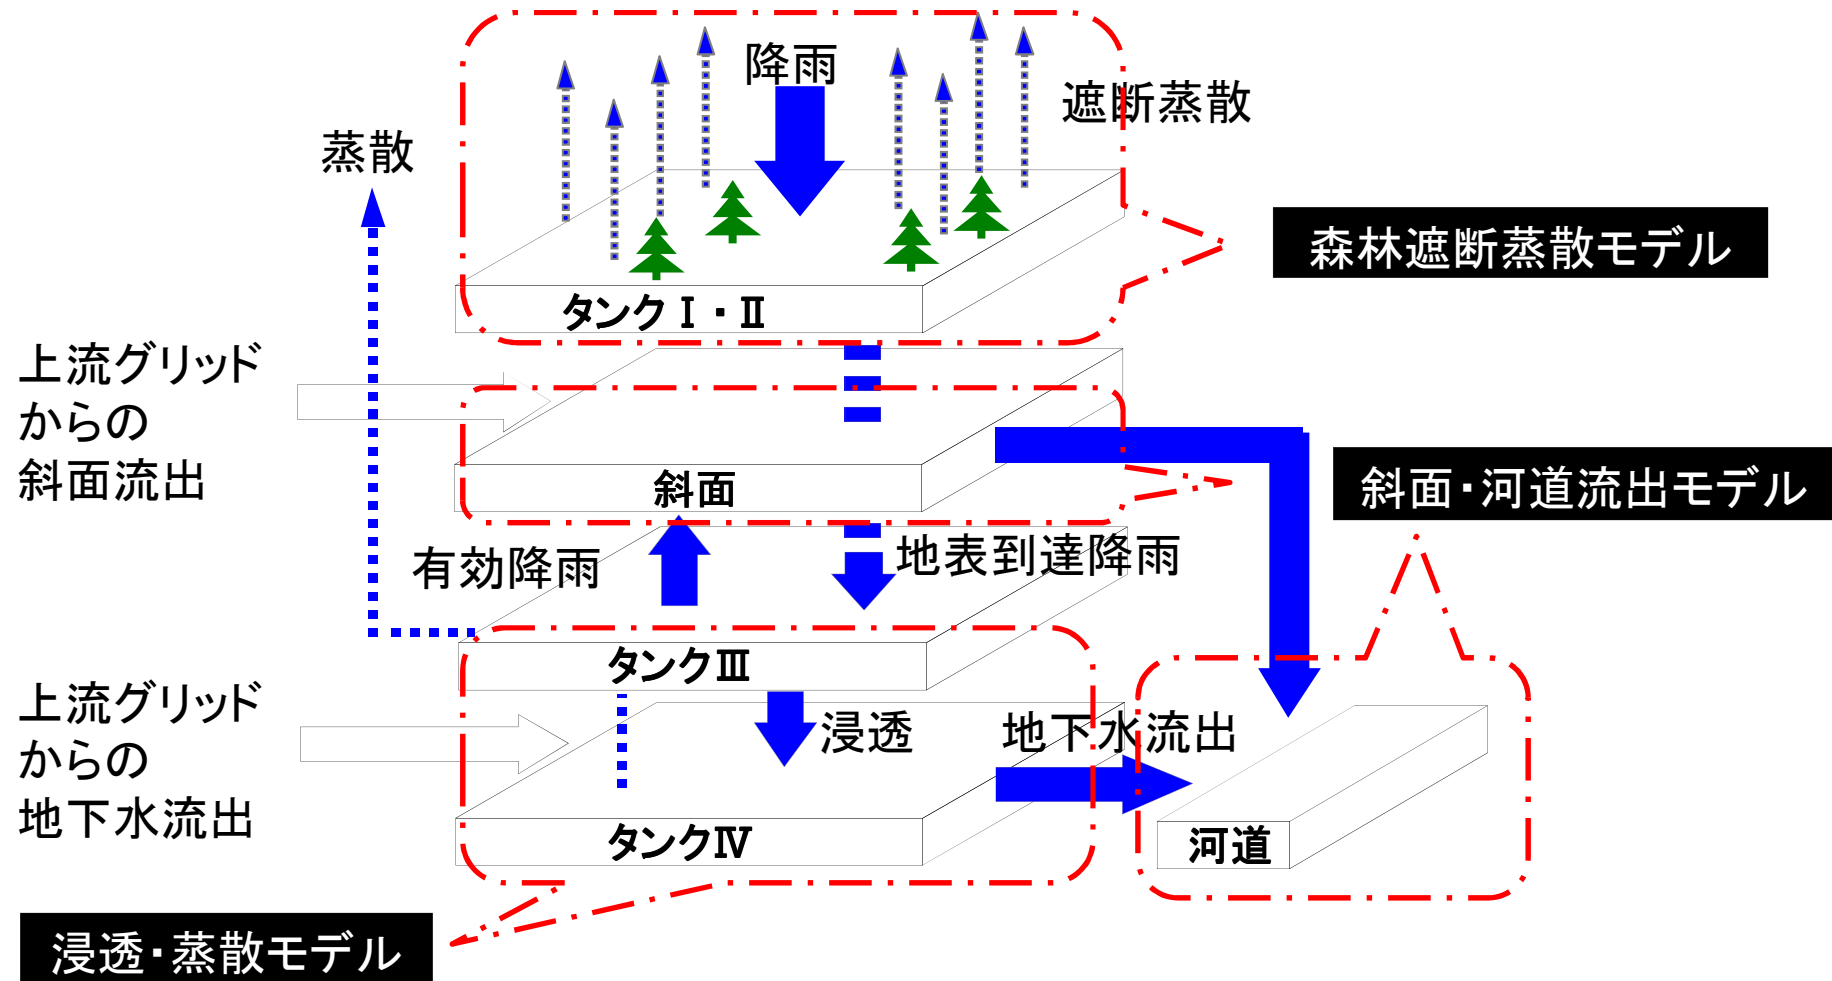 降雨
遮断蒸散
蒸散
森林遮断蒸散モデル
タンクⅠ・Ⅱ
上流グリッド
からの
斜面流出
斜面
斜面・河道流出モデル
有効降雨
地表到達降雨
タンクⅢ
上流グリッド
からの
地下水流出
浸透
地下水流出
タンクⅣ
河道
浸透・蒸散モデル